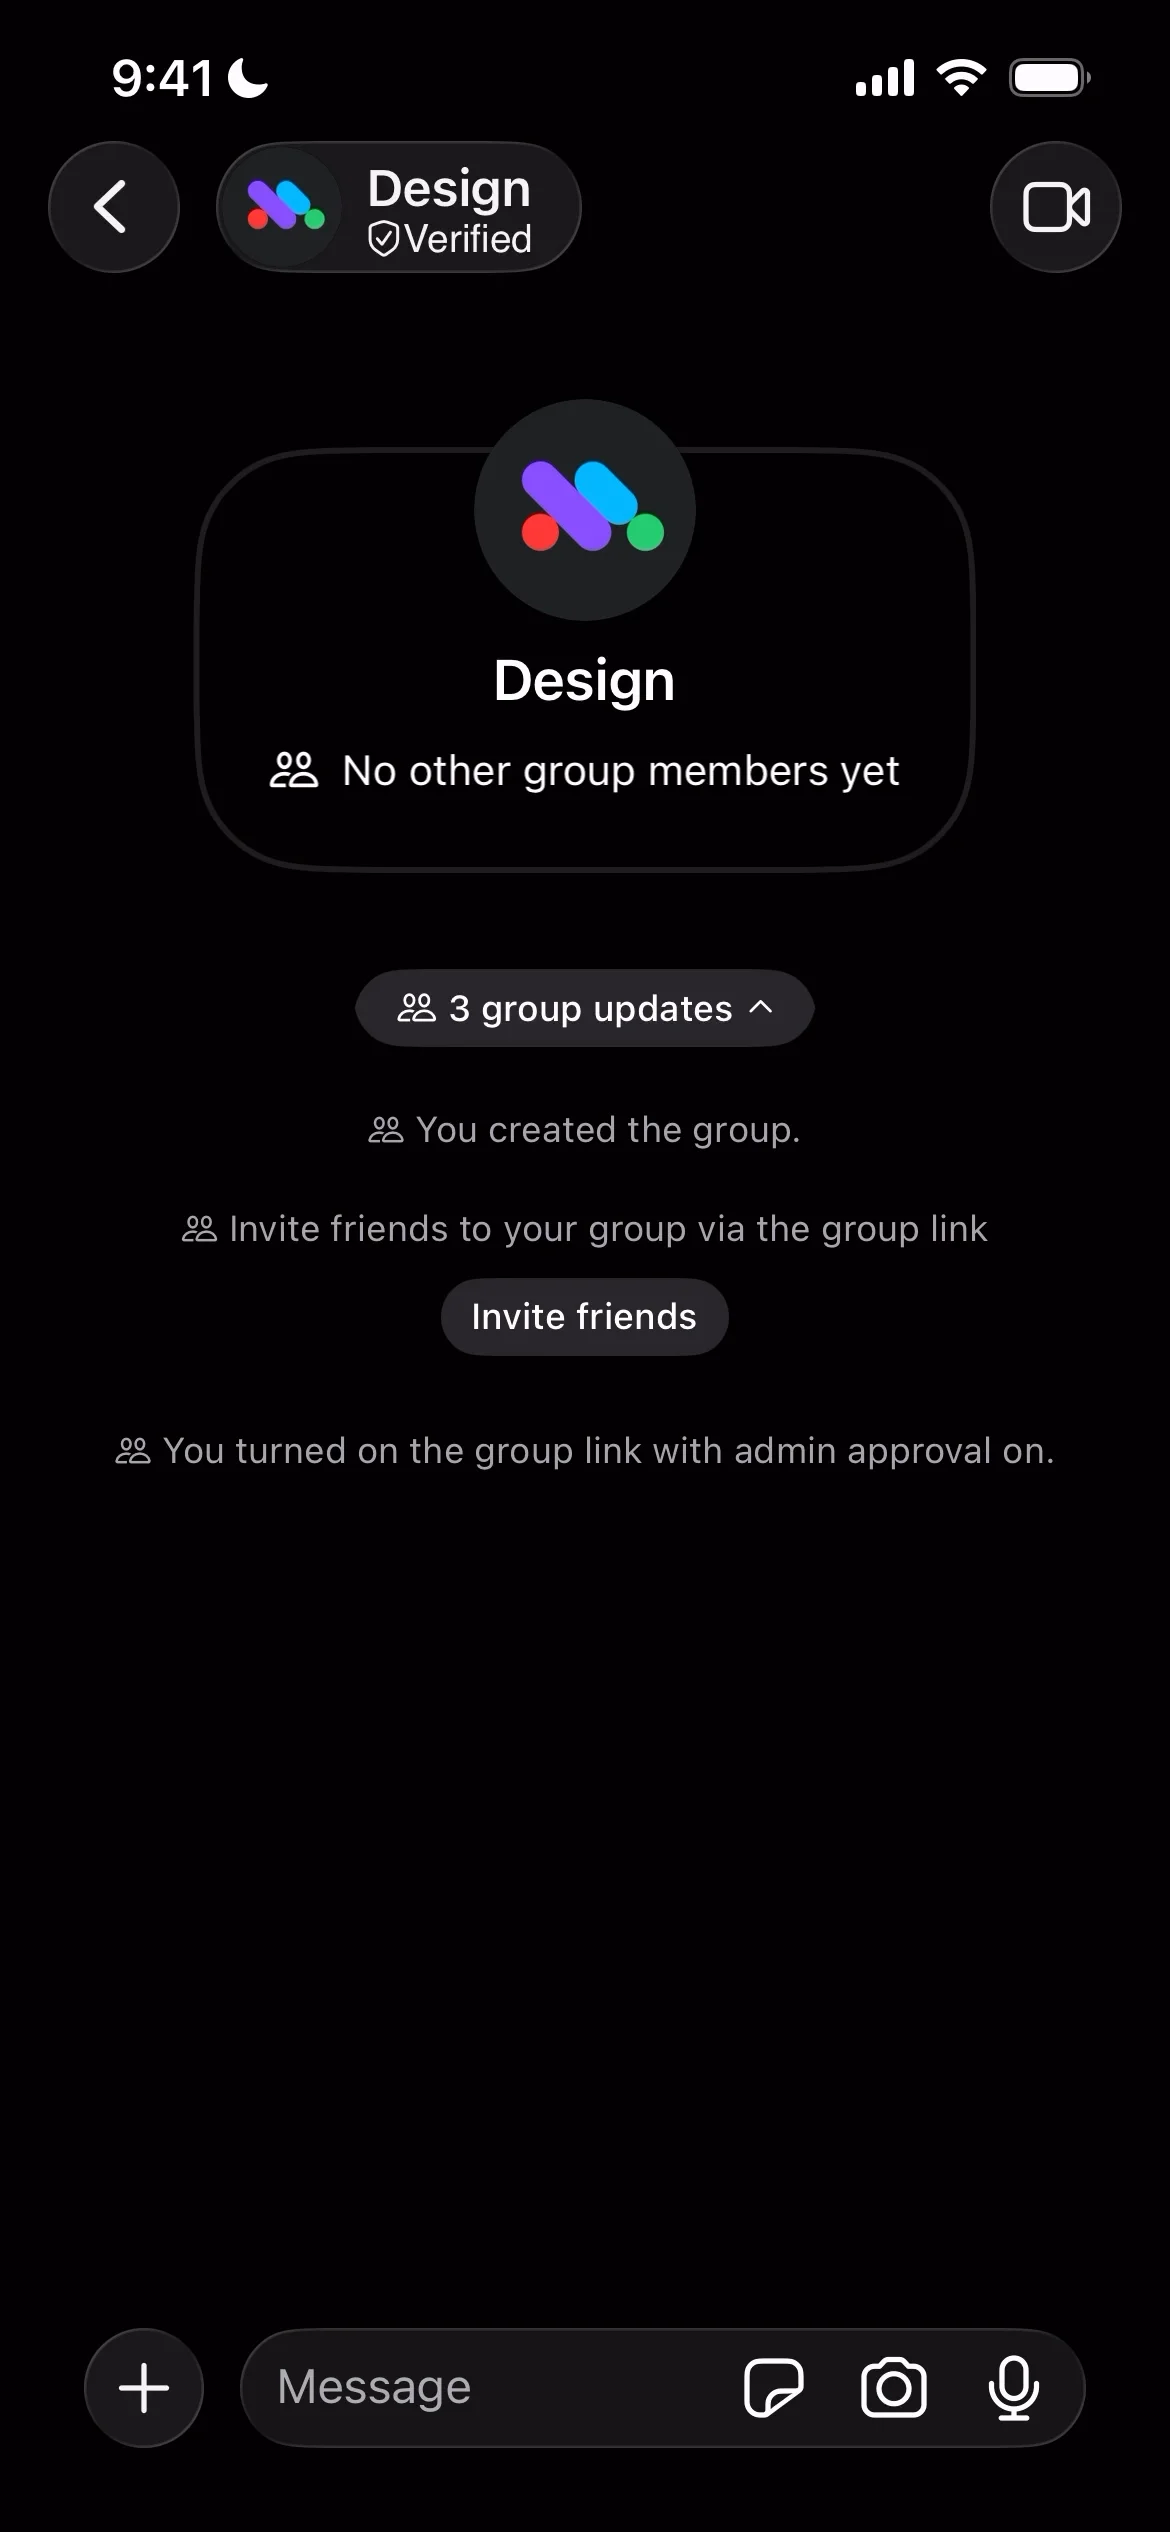 9:41
Design
Verified
Design
No other group members yet
3 group updates
You created the group.
Invite friends to your group via the group link
Invite friends
You turned on the group link with admin approval on.
Message